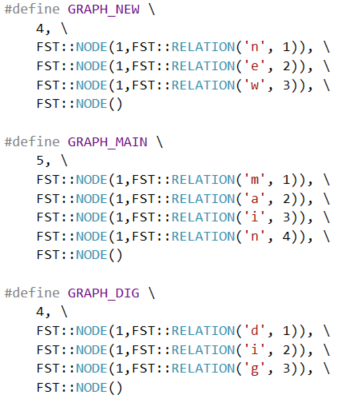 #define GRAPH_NEW \
4, \
FST::NODE(1,FST::RELATION('n', 1)), \
FST::NODE(1,FST::RELATION('e', 2)), \
FST::NODE(1,FST::RELATION('w', 3)), \
FST::NODE()
#define GRAPH_MAIN \
5, \
FST::NODE(1,FST::RELATION('m', 1)), \
FST::NODE(1,FST::RELATION('a', 2)), \
FST::NODE(1,FST::RELATION('i', 3)), \
FST::NODE(1,FST::RELATION('n', 4)), \
FST::NODE()
#define GRAPH_DIG \
4, \
FST::NODE(1,FST::RELATION('d', 1)), \
FST::NODE(1,FST::RELATION('i', 2)), \
FST::NODE(1,FST::RELATION('g', 3)), \
FST::NODE()